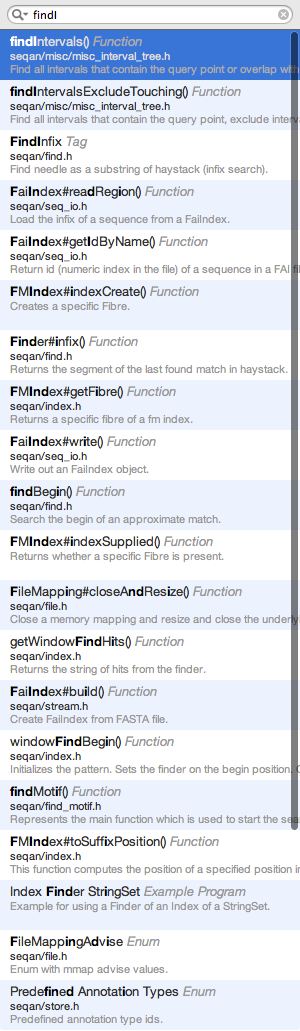 findI
findIntervals() Function
seqan/misc/misc_interval_tree.h
Find all intervals that contain the query point or overlap with
findIntervalsExcludeTouching() Function
seqan/misc/misc_interval_tree.h
Find all intervals that contain the query point, exclude interv
FindInfix Tag
seqan/find.h
Find needle as a substring of haystack (infix search).
FaiIndex#readRegion() Function
seqan/seq_io.h
Load the infix of a sequence from a FaiIndex.
FaiIndex#getIdByName() Function
seqan/seq_io.h
Return id (numeric index in the file) of a sequence in a FAI fil
FMIndex#indexCreate() Function
Creates a specific Fibre.
Finder#infix() Function
seqan/find.h
Returns the segment of the last found match in haystack.
FMIndex#getFibre() Function
seqan/index.h
Returns a specific fibre of a fm index.
FaiIndex#write() Function
seqan/seq_io.h
Write out an FaiIndex object.
findBegin() Function
seqan/find.h
Search the begin of an approximate match.
FMIndex#indexSupplied() Function
Returns whether a specific Fibre is present.
FileMapping#closeAndResize() Function
seqan/file.h
Close a memory mapping and resize and close the underlyi
getWindowFindHits() Function
seqan/index.h
Returns the string of hits from the finder.
FaiIndex#build() Function
seqan/stream.h
Create FaiIndex from FASTA file.
windowFindBegin() Function
seqan/index.h
Initializes the pattern. Sets the finder on the begin position.
findMotif() Function
seqan/find_motif.h
Represents the main function which is used to start the sea
FMIndex#toSuffixPosition() Function
seqan/index.h
This function computes the position of a specified position in
Index Finder StringSet Example Program
Example for using a Finder of an Index of a StringSet.
FileMappingAdvise Enum
seqan/file.h
Enum with mmap advise values.
Predefined Annotation Types Enum
seqan/store.h
Predefined annotation type ids.